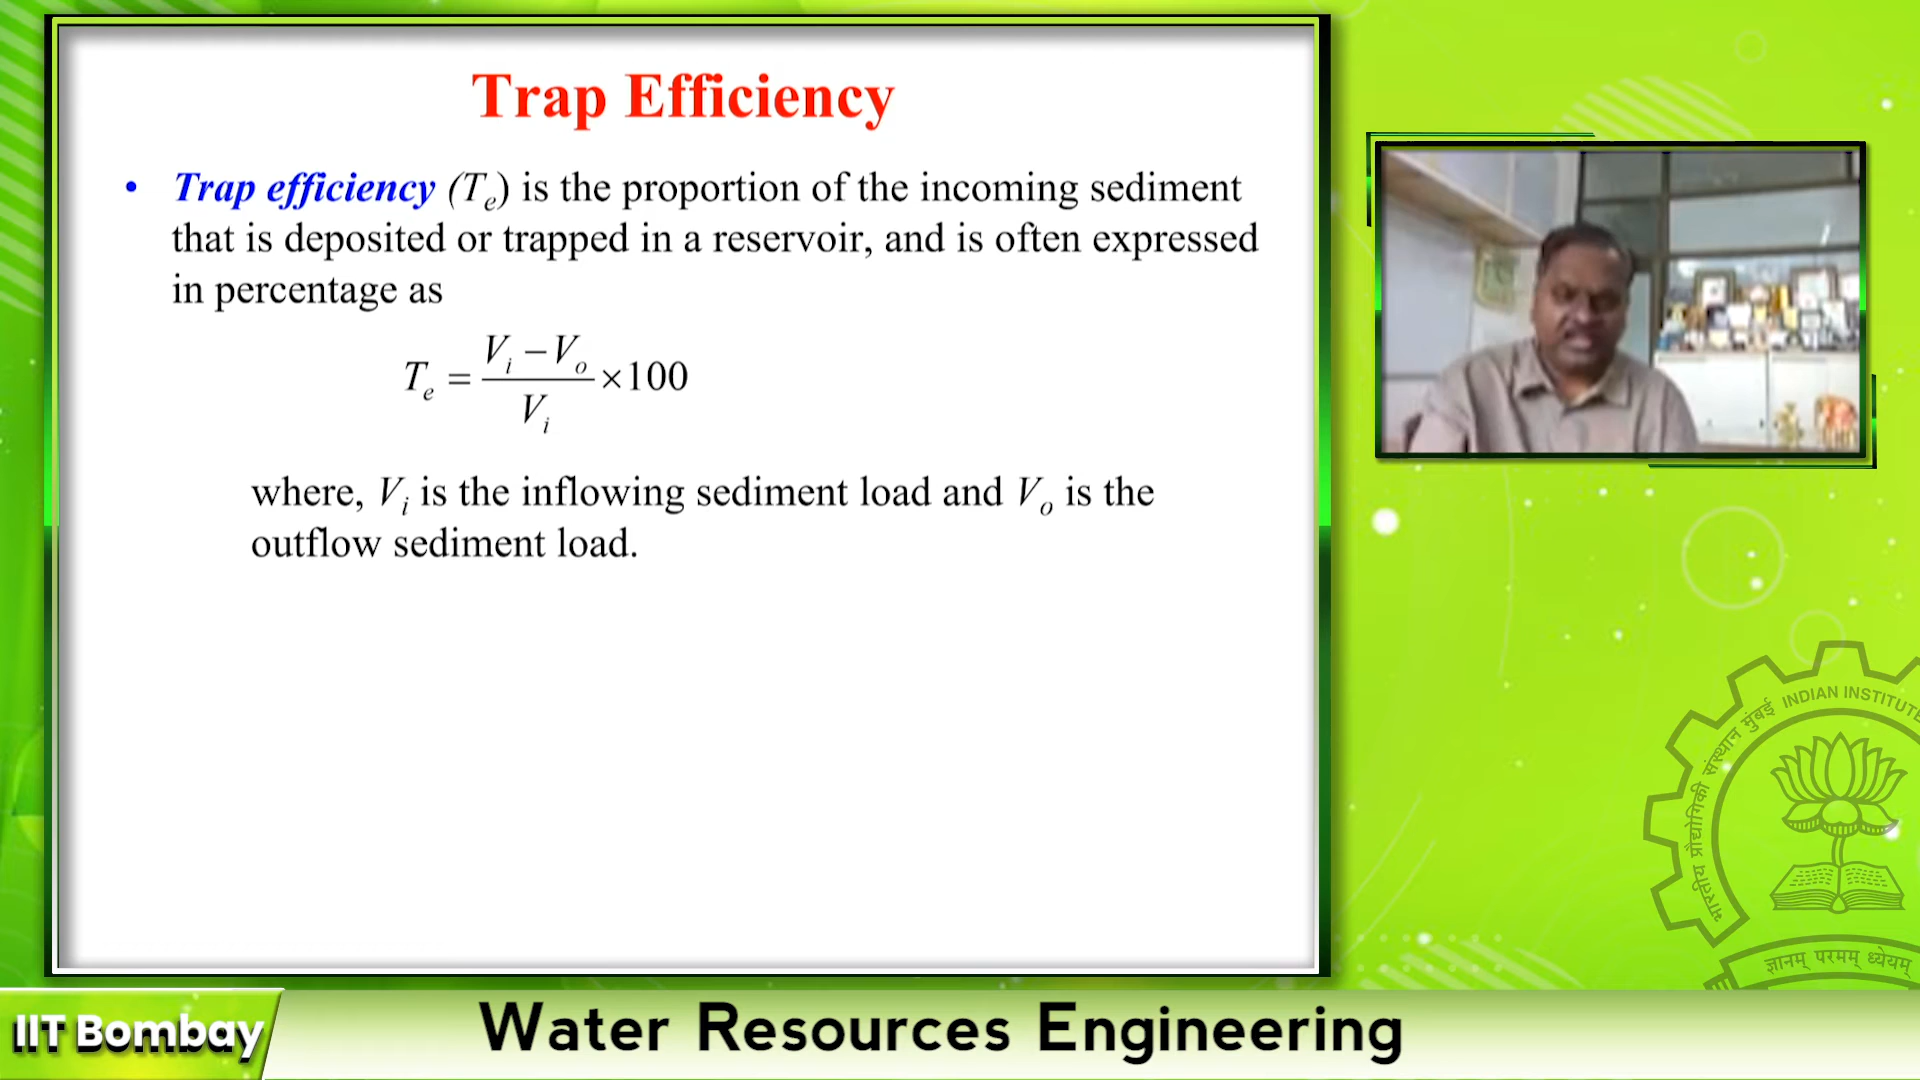 Trap Efficiency
• Trap efficiency (Te) is the proportion of the incoming sediment
that is deposited or trapped in a reservoir, and is often expressed
in percentage as
Te = (Vi − Vo) / Vi × 100
where, Vi is the inflowing sediment load and Vo is the
outflow sediment load.
भारतीय प्रौद्योगिकी संस्थान मुंबई INDIAN INSTITUTE
ज्ञानम् परमम् ध्येयम्
IIT Bombay
Water Resources Engineering